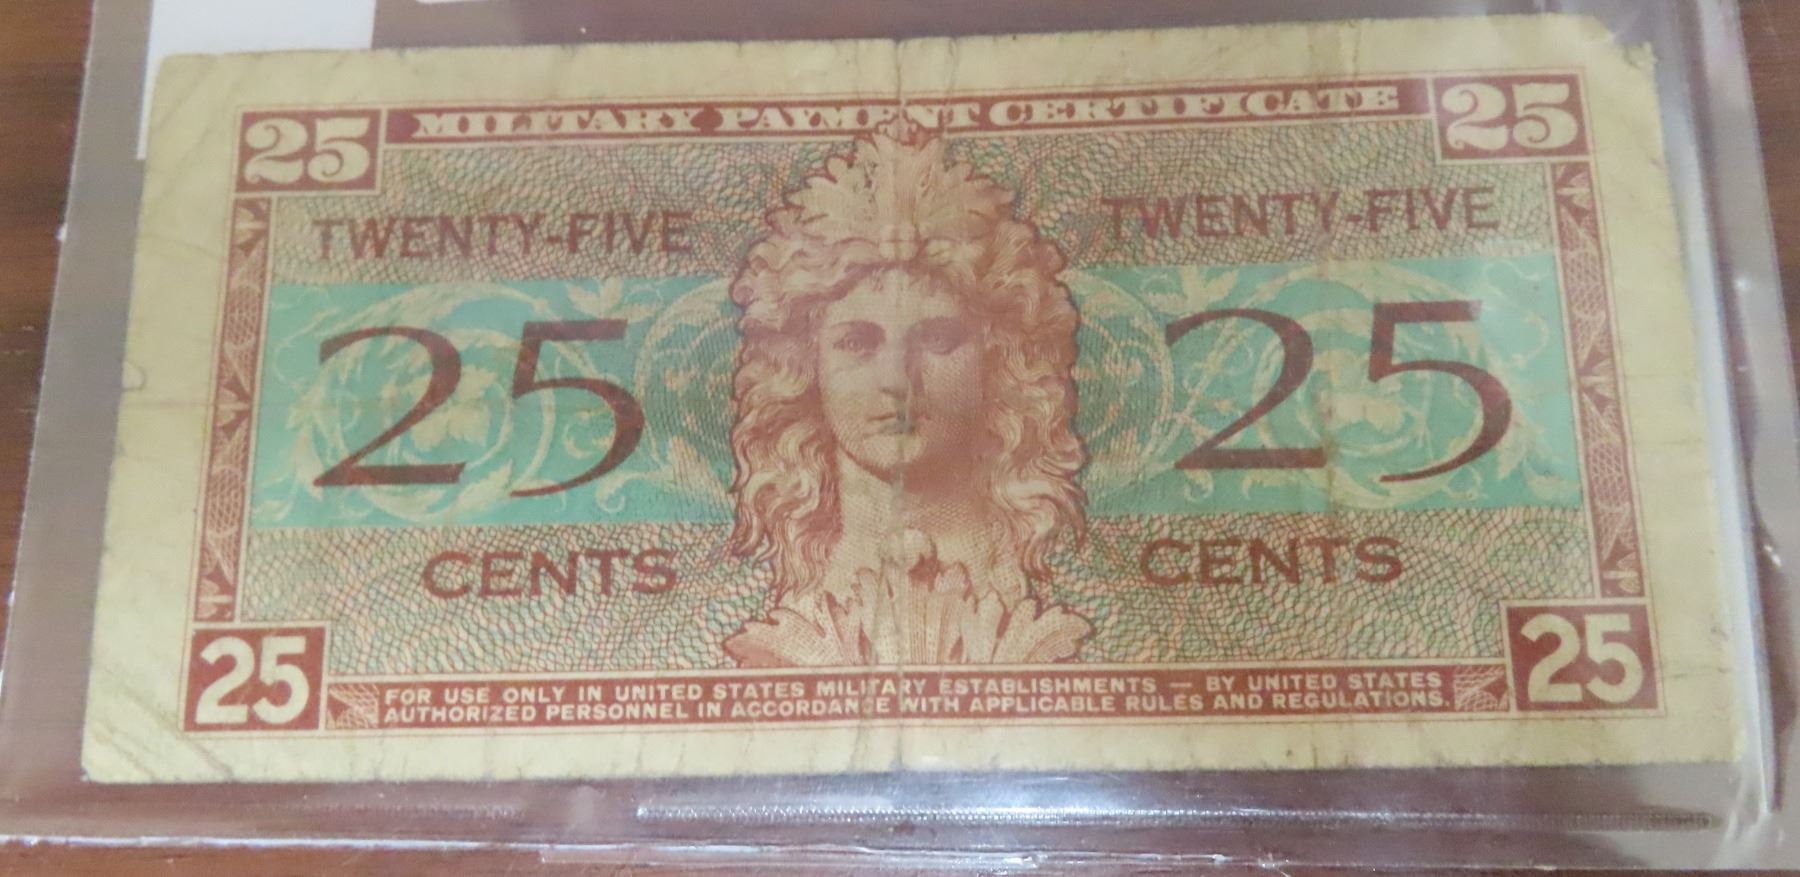 25 MILITARY PAYMENT CERTIFICATE 25
TWENTY-FIVE TWENTY-FIVE
25 25
CENTS CENTS
25 FOR USE ONLY IN UNITED STATES MILITARY ESTABLISHMENTS — BY UNITED STATES 25
AUTHORIZED PERSONNEL IN ACCORDANCE WITH APPLICABLE RULES AND REGULATIONS.